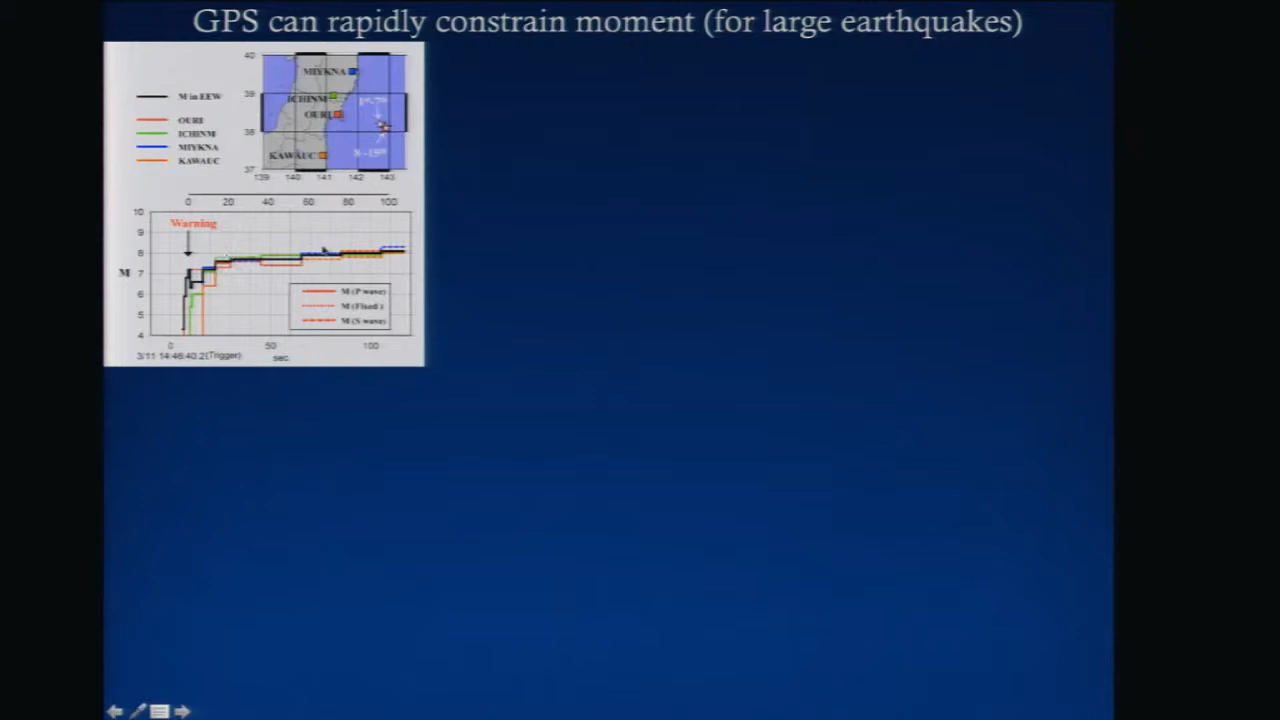 GPS can rapidly constrain moment (for large earthquakes)
40
39
38
37
MIYKNA
ICHINM
OURI
KAWAUC
139 140 141 142 143
M in EEW
OURI
ICHINM
MIYKNA
KAWAUC
0 20 40 60 80 100
10
9
8
7
6
5
4
M
Warning
M (P wave)
M (Fixed )
M (S wave)
0 50 100
3/11 14:46:40.2(Trigger)
sec.